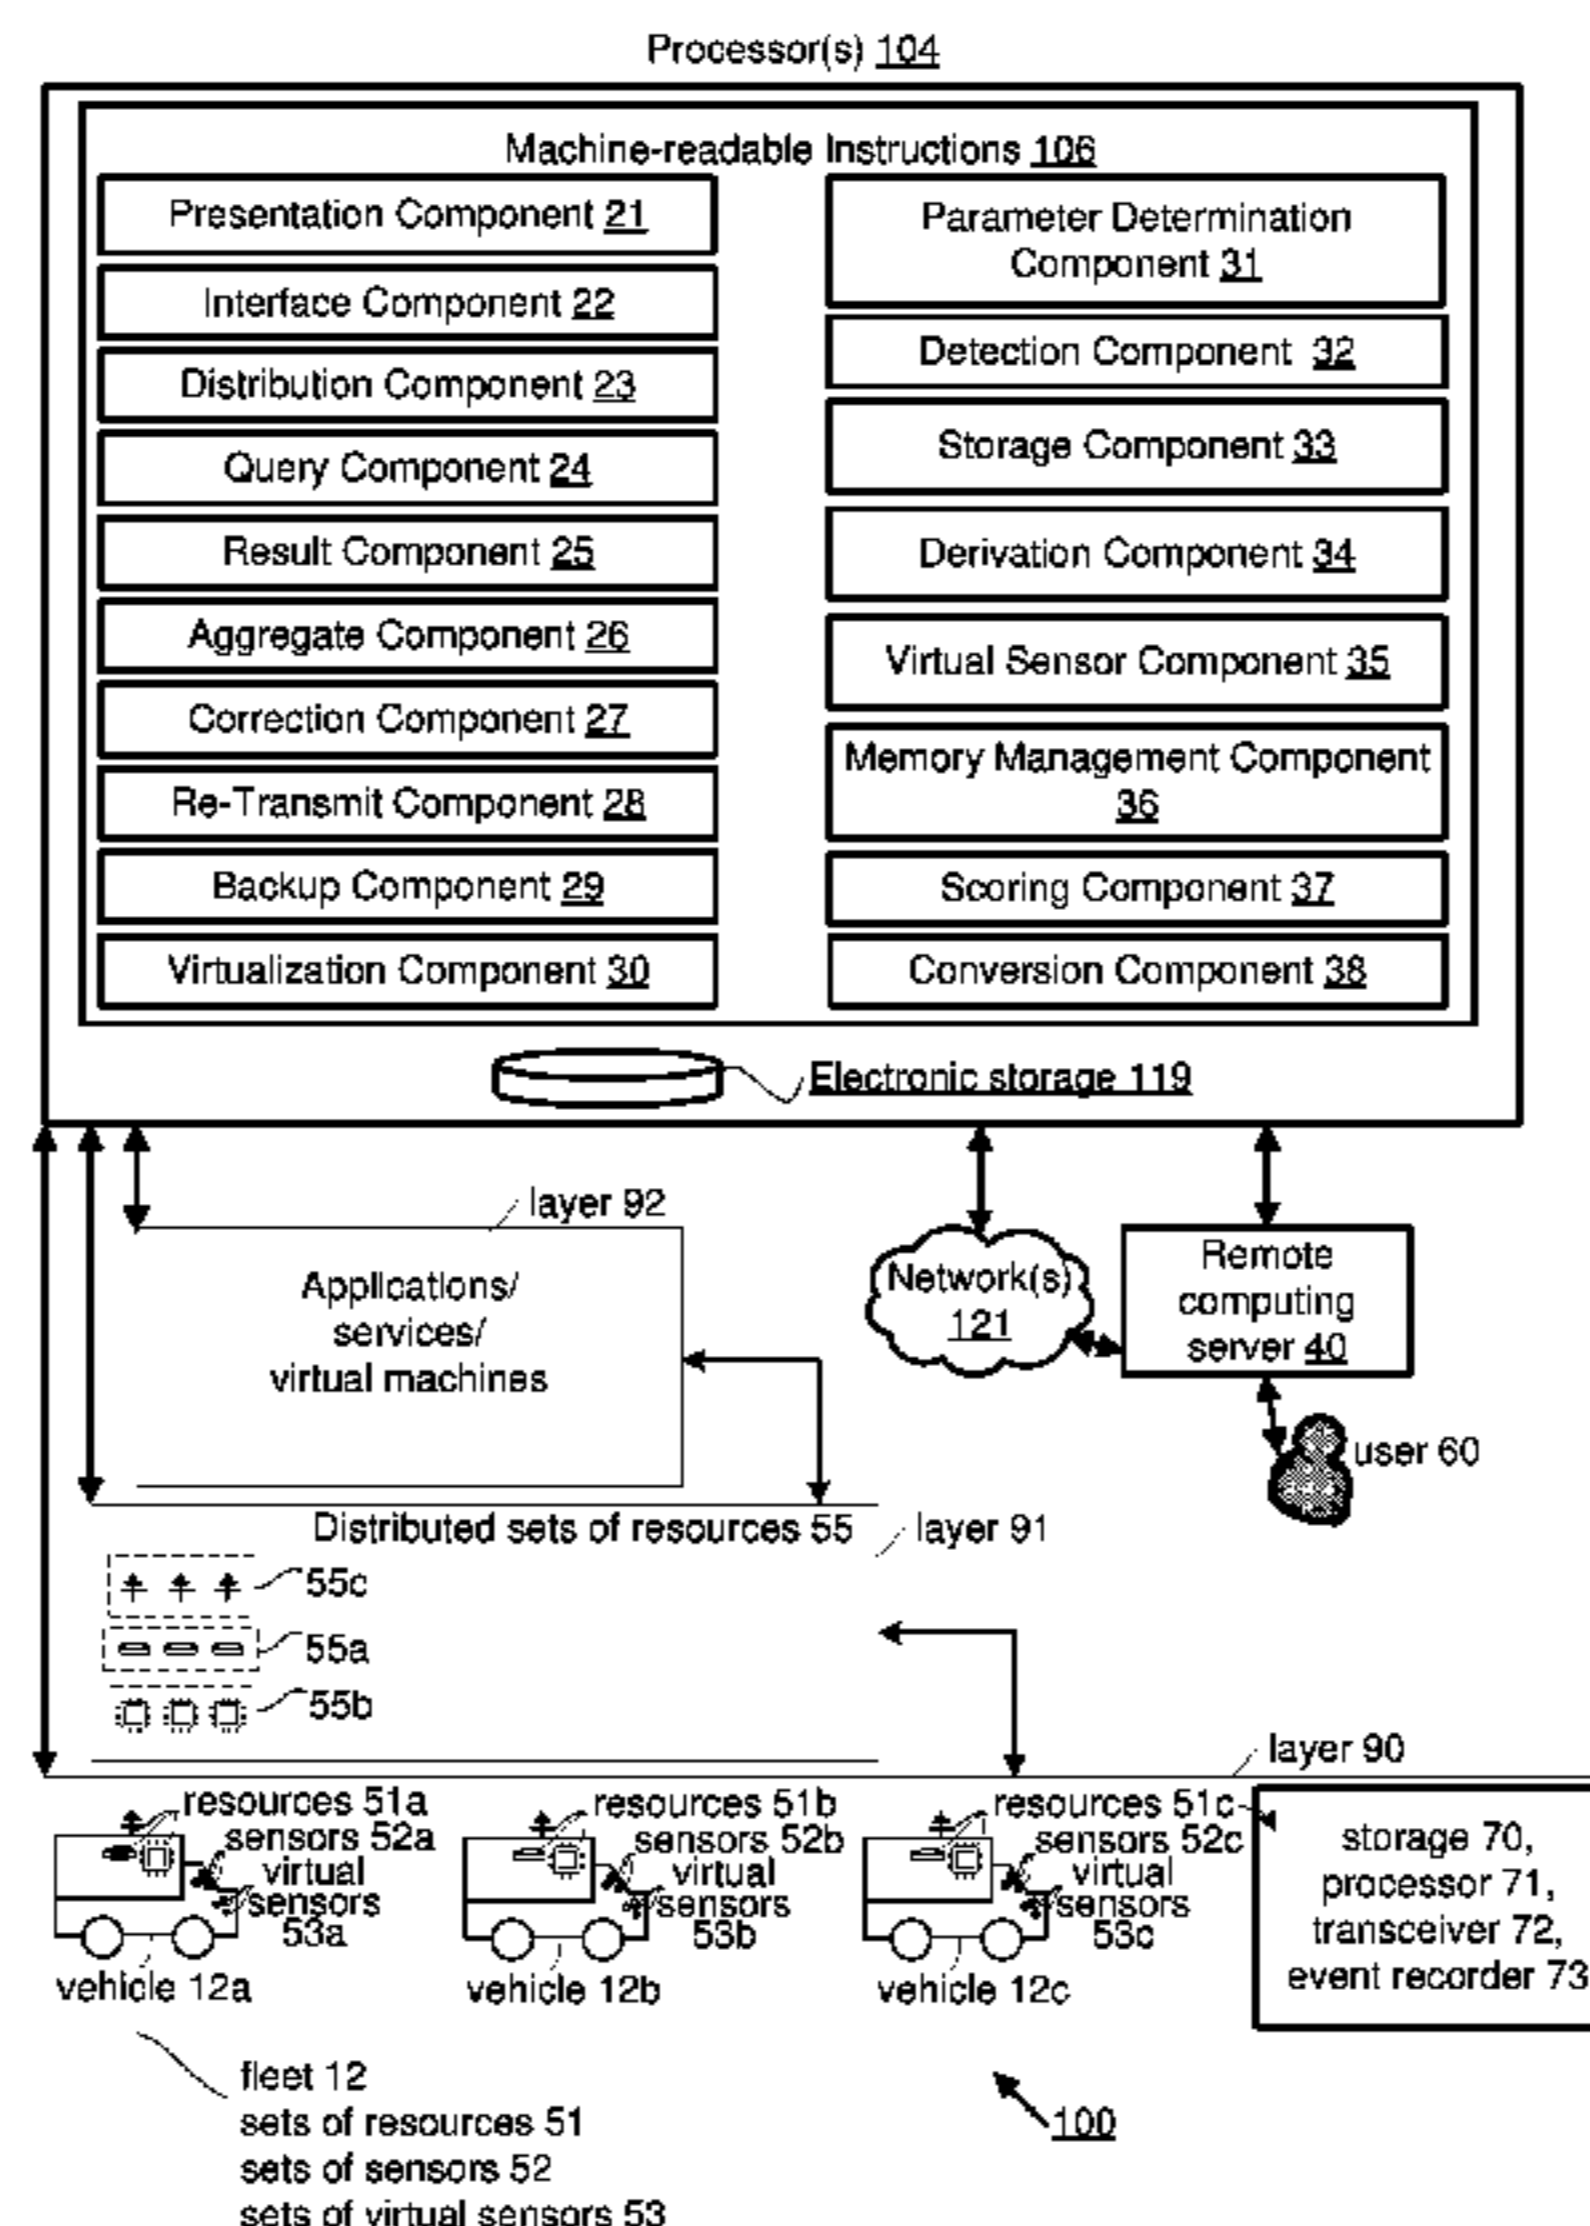 Processor(s) 104
Machine-readable Instructions 106
Presentation Component 21
Interface Component 22
Distribution Component 23
Query Component 24
Result Component 25
Aggregate Component 26
Correction Component 27
Re-Transmit Component 28
Backup Component 29
Virtualization Component 30
Parameter Determination
Component 31
Detection Component 32
Storage Component 33
Derivation Component 34
Virtual Sensor Component 35
Memory Management Component
36
Scoring Component 37
Conversion Component 38
Electronic storage 119
layer 92
Applications/
services/
virtual machines
Network(s)
121
Remote
computing
server 40
user 60
Distributed sets of resources 55
layer 91
55c
55a
55b
layer 90
resources 51a
sensors 52a
virtual
sensors
53a
vehicle 12a
resources 51b
sensors 52b
virtual
sensors
53b
vehicle 12b
resources 51c
sensors 52c
virtual
sensors
53c
vehicle 12c
storage 70,
processor 71,
transceiver 72,
event recorder 73
fleet 12
sets of resources 51
sets of sensors 52
sets of virtual sensors 53
100